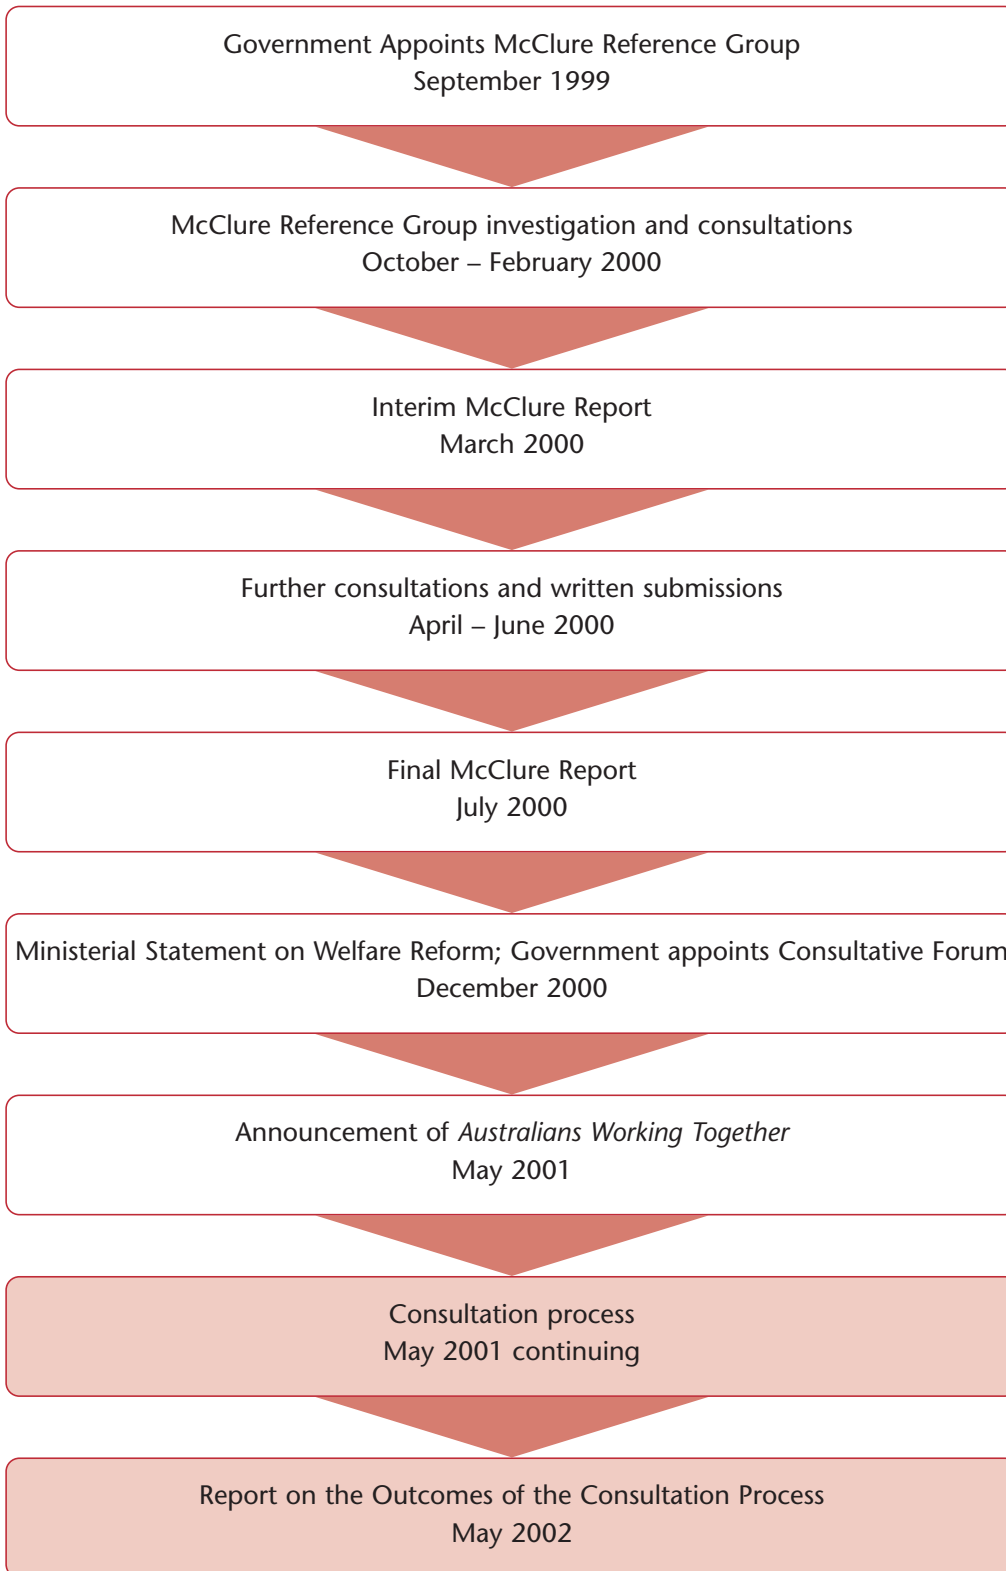 Government Appoints McClure Reference Group
September 1999
McClure Reference Group investigation and consultations
October – February 2000
Interim McClure Report
March 2000
Further consultations and written submissions
April – June 2000
Final McClure Report
July 2000
Ministerial Statement on Welfare Reform; Government appoints Consultative Forum
December 2000
Announcement of Australians Working Together
May 2001
Consultation process
May 2001 continuing
Report on the Outcomes of the Consultation Process
May 2002